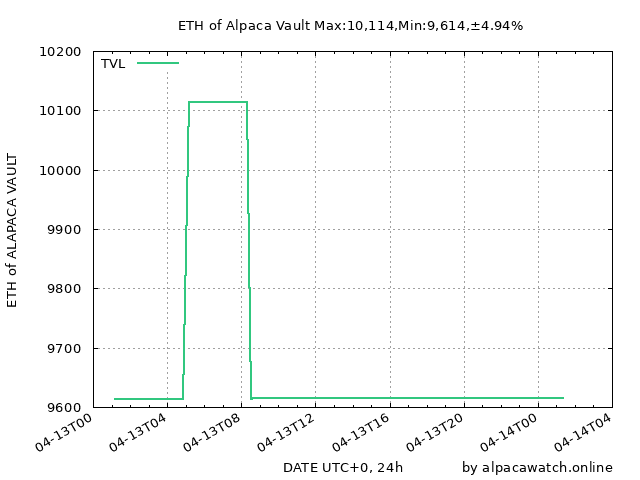 ETH of Alpaca Vault Max:10,114,Min:9,614,±4.94%
TVL
10200
10100
10000
9900
9800
9700
9600
ETH of ALAPACA VAULT
04-13T00
04-13T04
04-13T08
04-13T12
04-13T16
04-13T20
04-14T00
04-14T04
DATE UTC+0, 24h
by alpacawatch.online